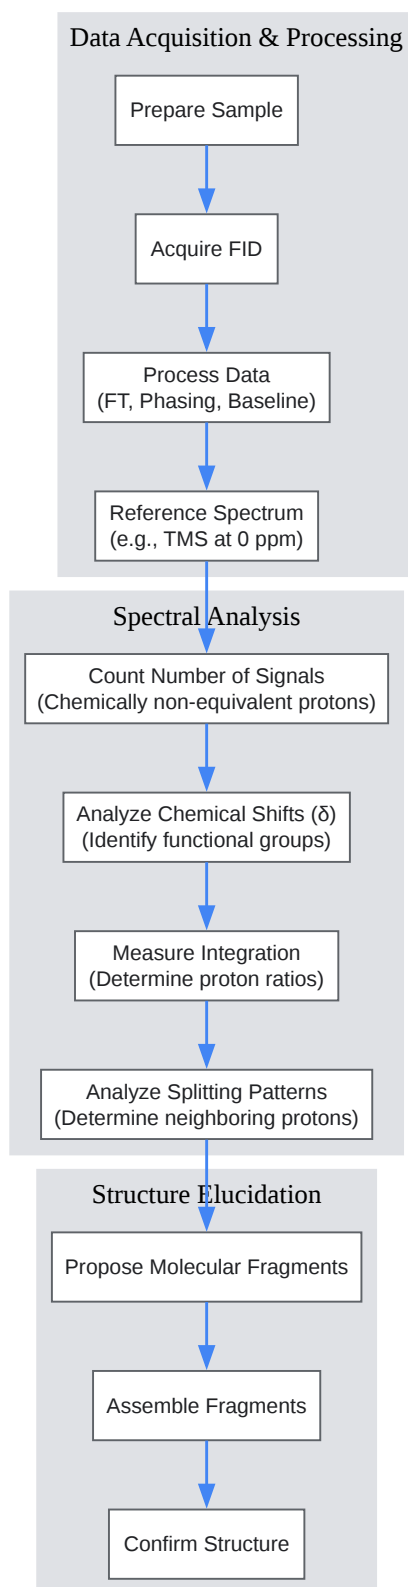 Data Acquisition & Processing
Prepare Sample
Acquire FID
Process Data
(FT, Phasing, Baseline)
Reference Spectrum
(e.g., TMS at 0 ppm)
Spectral Analysis
Count Number of Signals
(Chemically non-equivalent protons)
Analyze Chemical Shifts (δ)
(Identify functional groups)
Measure Integration
(Determine proton ratios)
Analyze Splitting Patterns
(Determine neighboring protons)
Structure Elucidation
Propose Molecular Fragments
Assemble Fragments
Confirm Structure